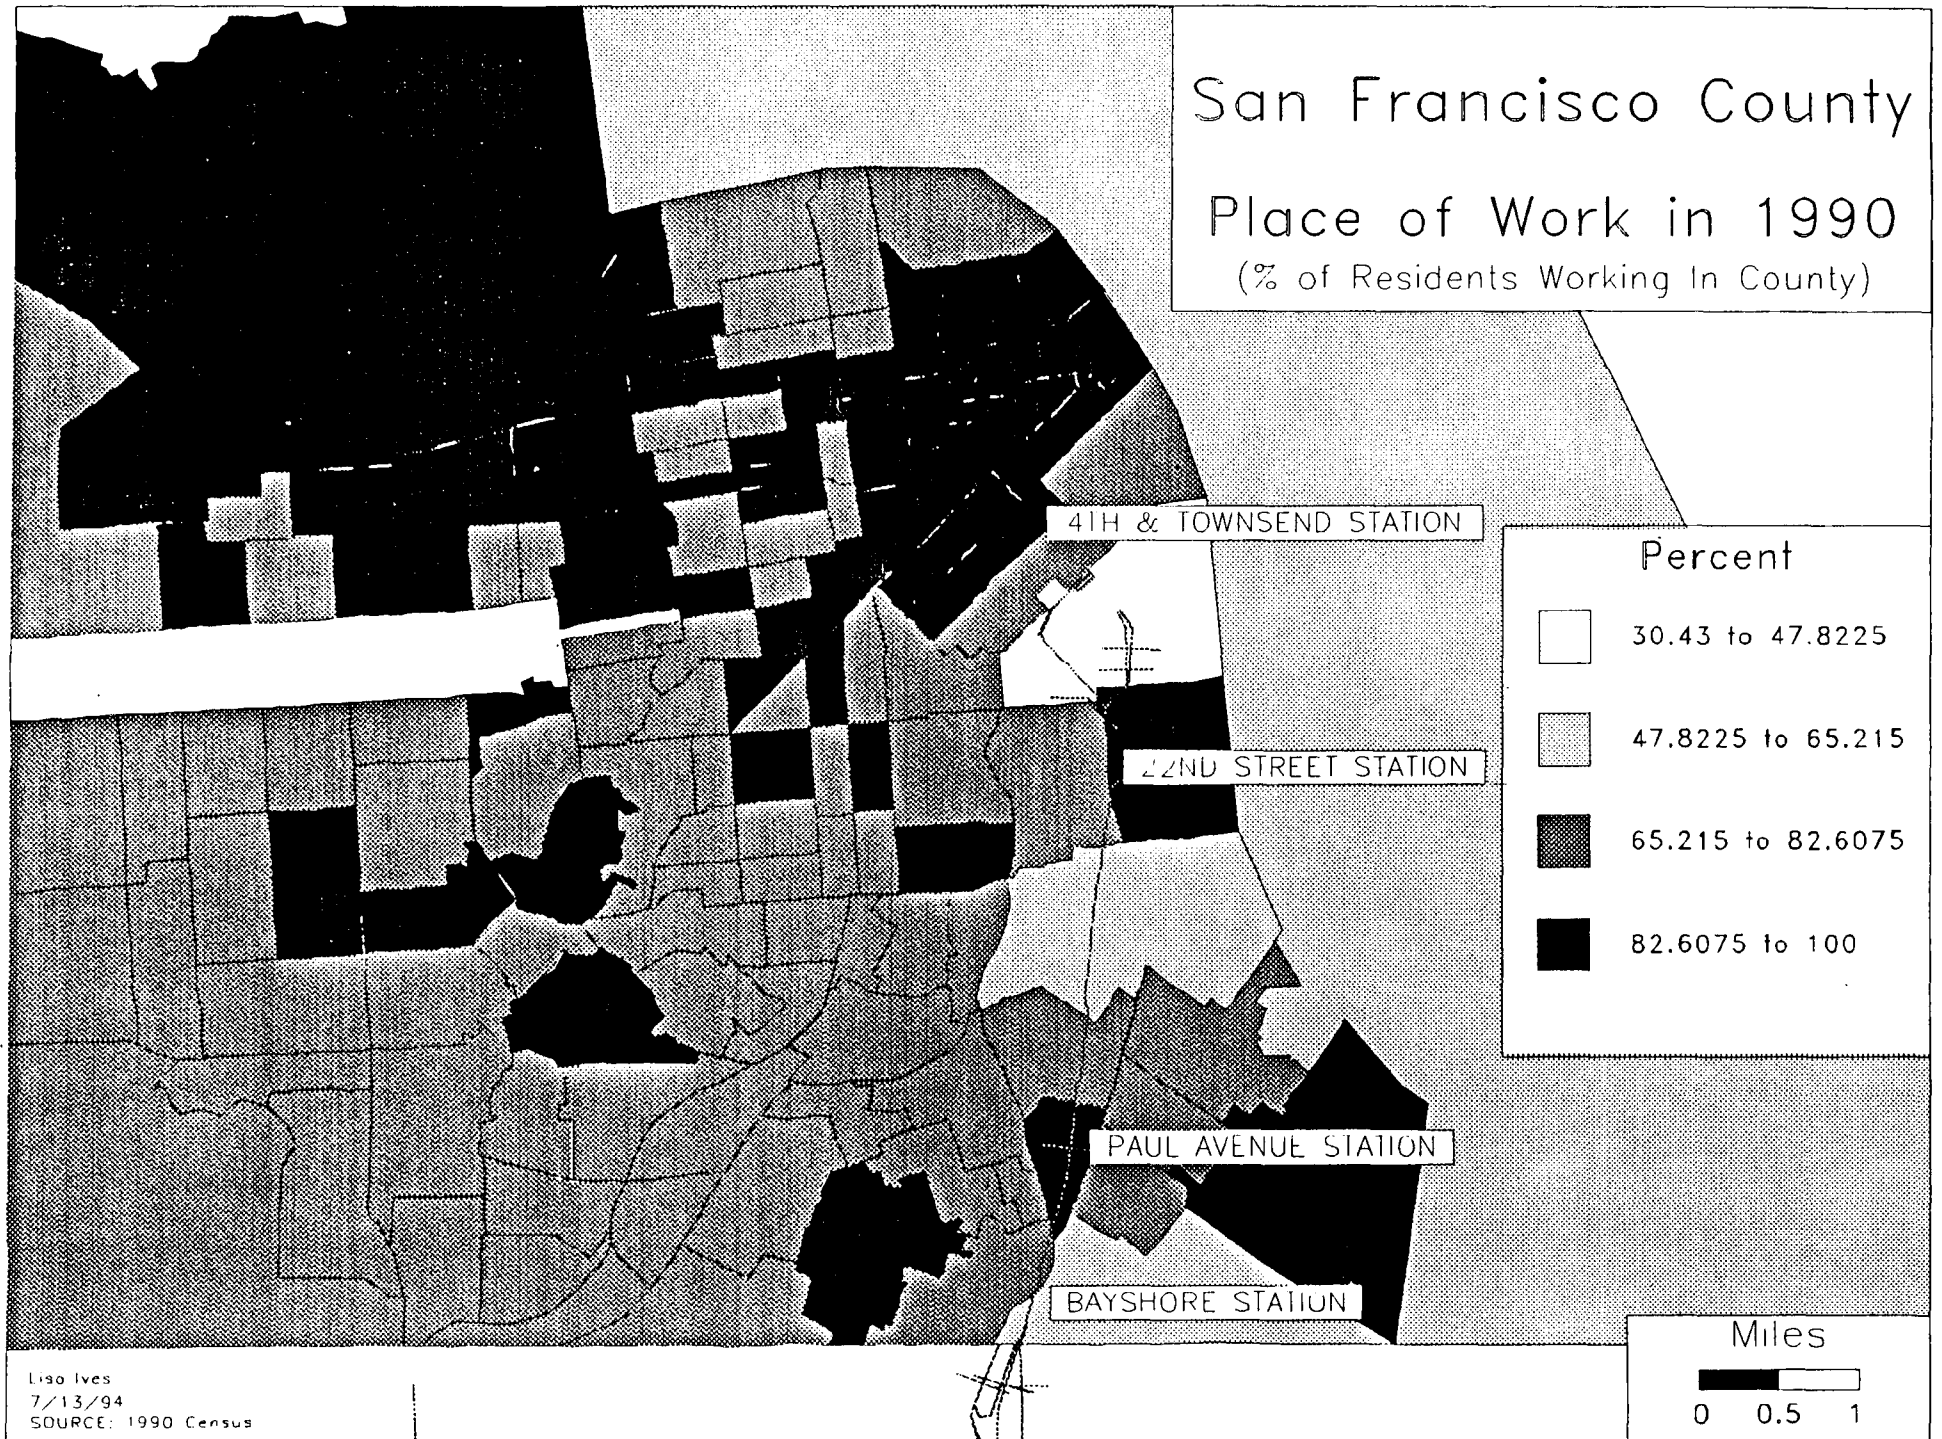 San Francisco County
Place of Work in 1990
(% of Residents Working In County)
41H & TOWNSEND STATION
22ND STREET STATION
PAUL AVENUE STATION
BAYSHORE STATION
Percent
30.43 to 47.8225
47.8225 to 65.215
65.215 to 82.6075
82.6075 to 100
Miles
0 0.5 1
Lisa Ives
7/13/94
SOURCE: 1990 Census